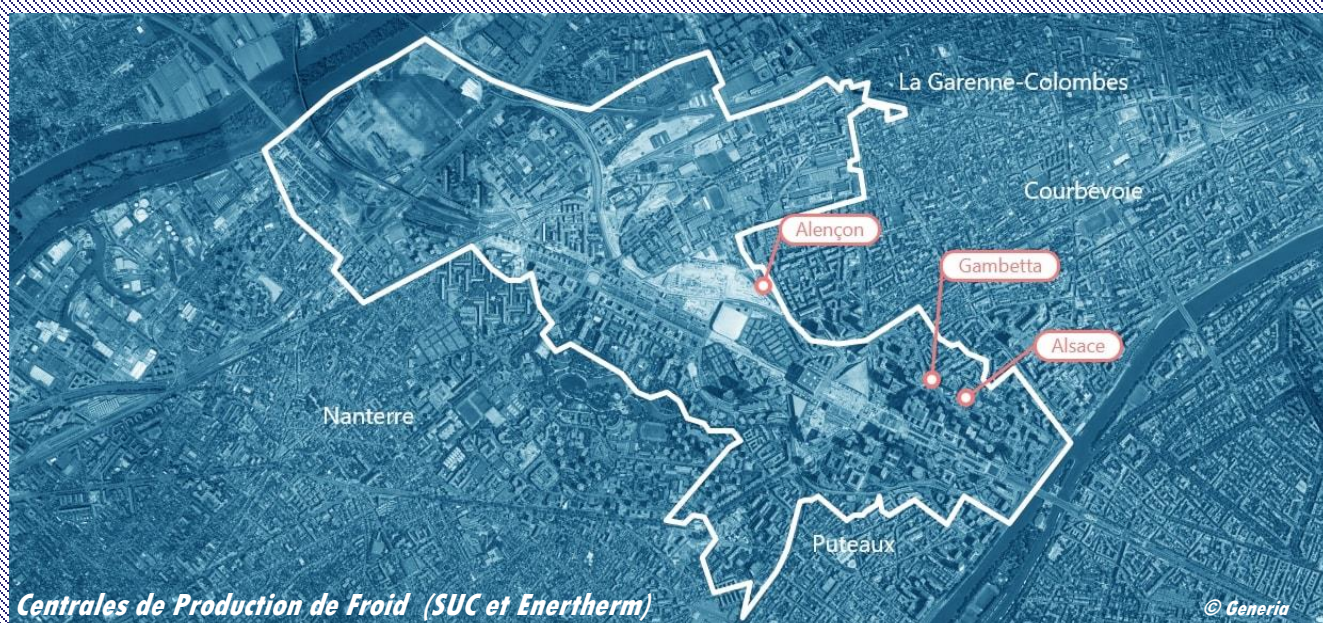 La Garenne-Colombes
Courbevoie
Alençon
Gambetta
Alsace
Nanterre
Puteaux
Centrales de Production de Froid (SUC et Enertherm)
© Generia